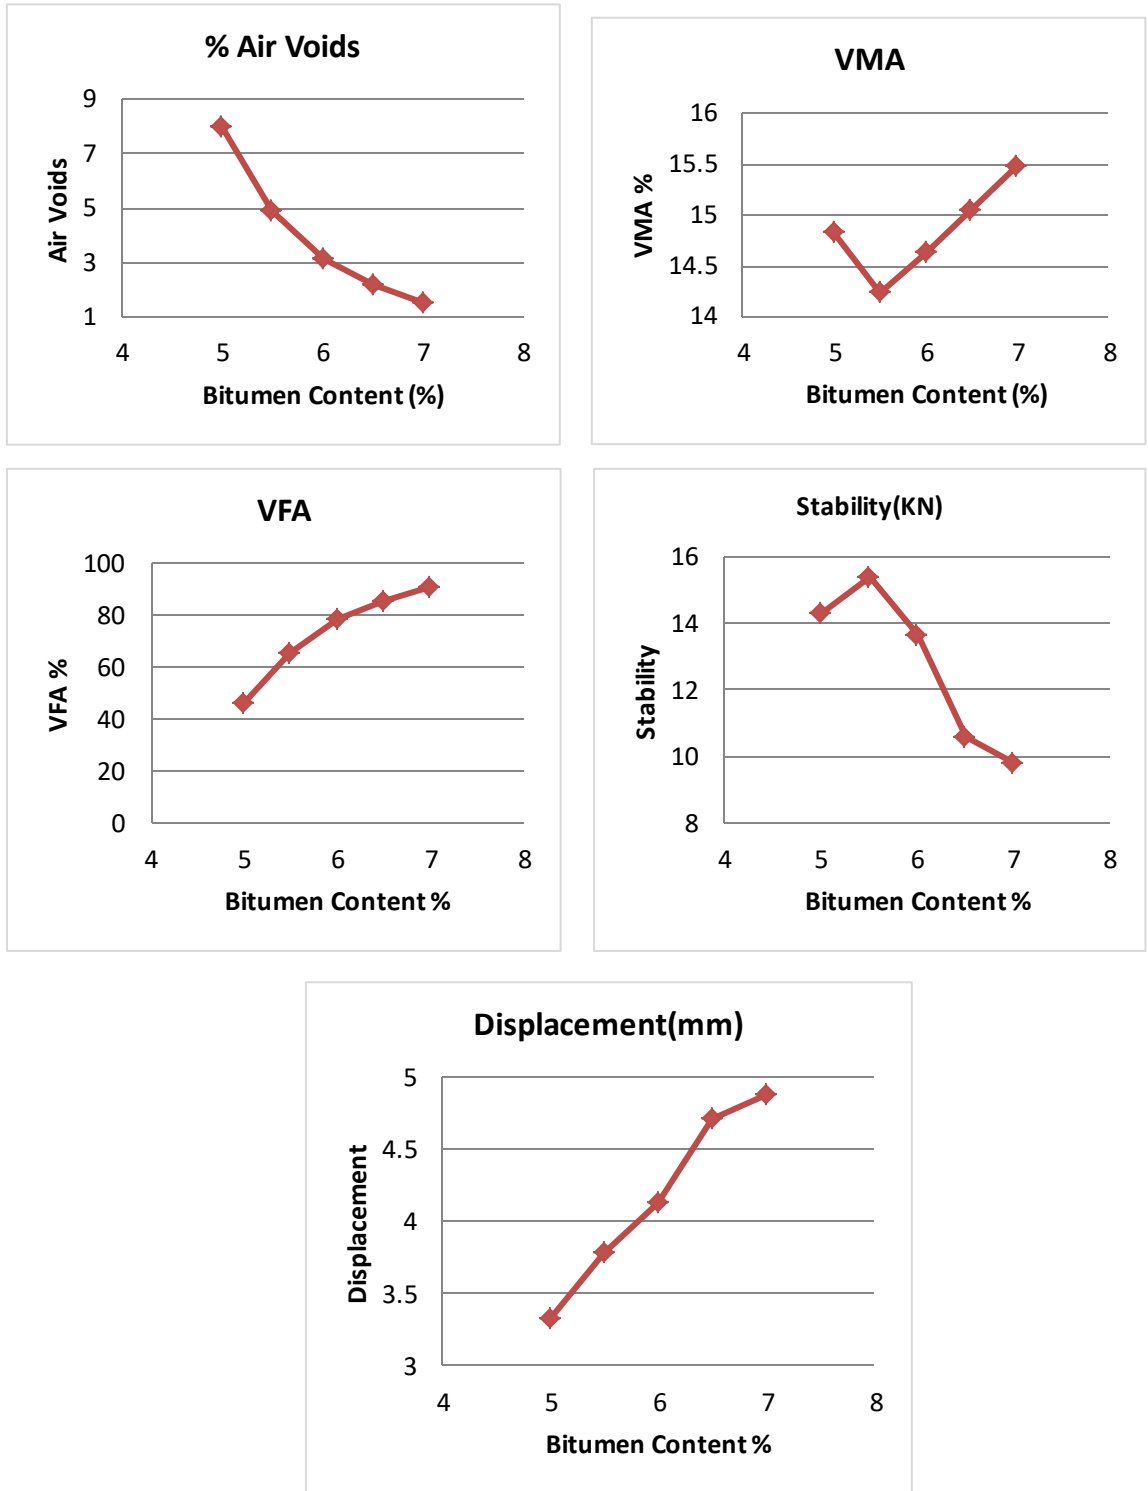 % Air Voids
9
7
5
3
1
4 5 6 7 8
Air Voids
Bitumen Content (%)
VMA
16
15.5
15
14.5
14
4 5 6 7 8
VMA %
Bitumen Content (%)
VFA
100
80
60
40
20
0
4 5 6 7 8
VFA %
Bitumen Content %
Stability(KN)
16
14
12
10
8
4 5 6 7 8
Stability
Bitumen Content %
Displacement(mm)
5
4.5
4
3.5
3
4 5 6 7 8
Displacement
Bitumen Content %